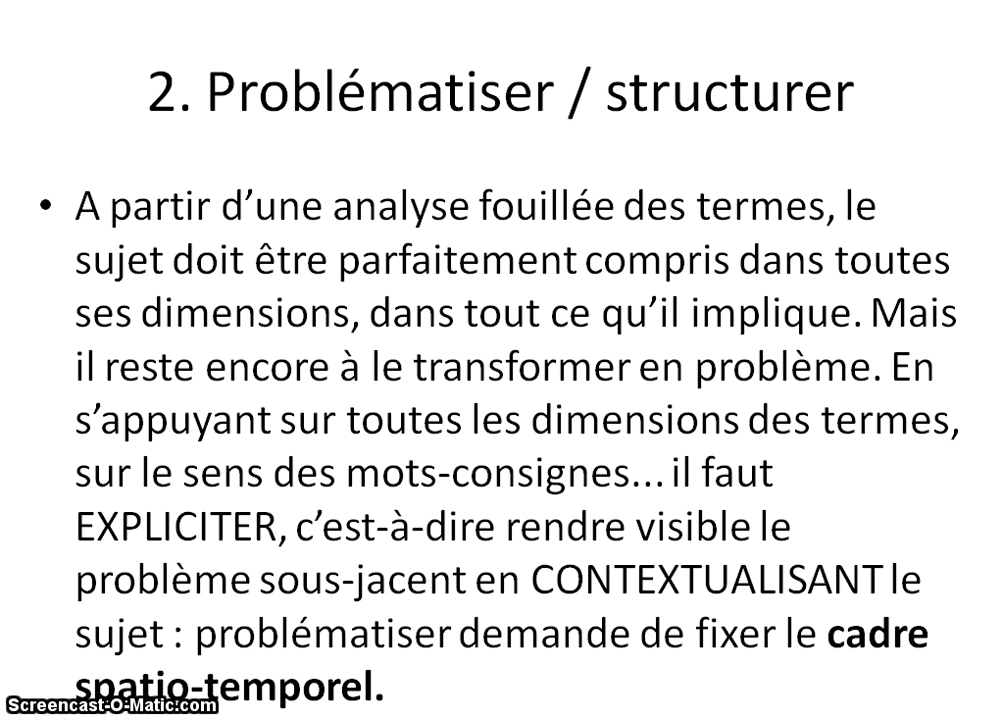 2. Problématiser / structurer
• A partir d’une analyse fouillée des termes, le
sujet doit être parfaitement compris dans toutes
ses dimensions, dans tout ce qu’il implique. Mais
il reste encore à le transformer en problème. En
s’appuyant sur toutes les dimensions des termes,
sur le sens des mots-consignes... il faut
EXPLICITER, c’est-à-dire rendre visible le
problème sous-jacent en CONTEXTUALISANT le
sujet : problématiser demande de fixer le cadre
spatio-temporel.
Screencast-O-Matic.com